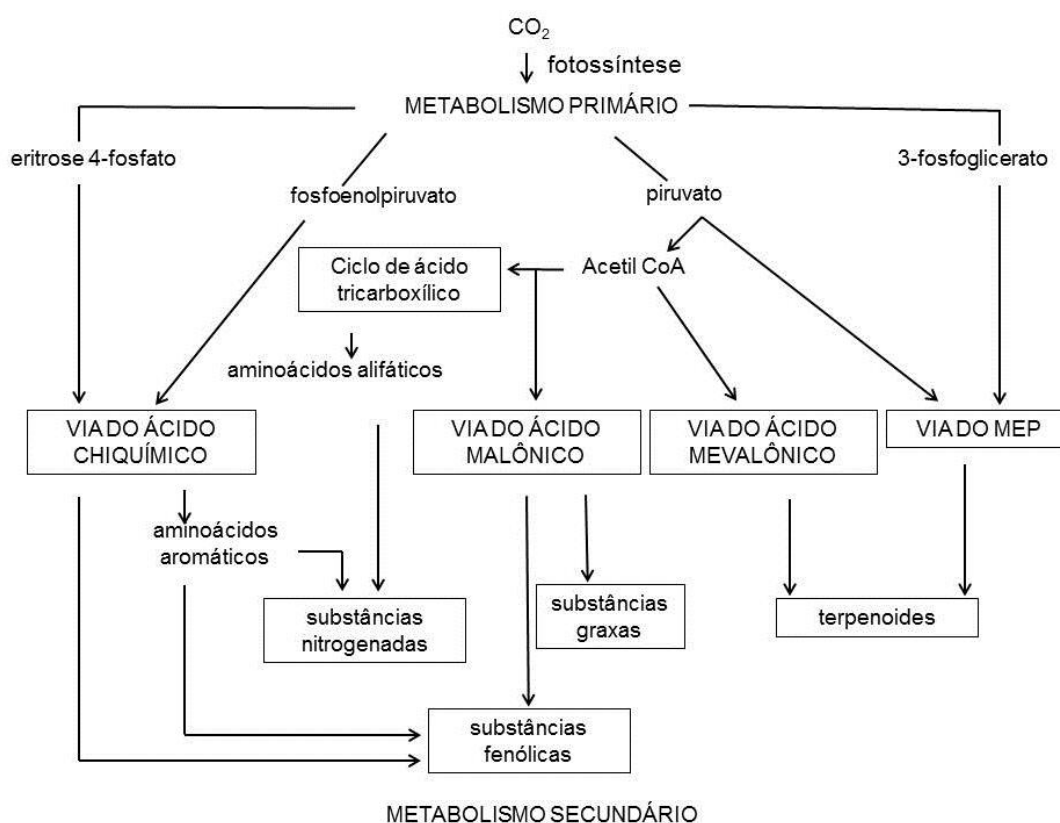 CO₂
fotossíntese
METABOLISMO PRIMÁRIO
eritrose 4-fosfato
3-fosfoglicerato
fosfoenolpiruvato
piruvato
Ciclo de ácido
tricarboxílico
Acetil CoA
aminoácidos alifáticos
VIA DO ÁCIDO
CHIQUÍMICO
VIA DO ÁCIDO
MALÔNICO
VIA DO ÁCIDO
MEVALÔNICO
VIA DO MEP
aminoácidos
aromáticos
substâncias
nitrogenadas
substâncias
graxas
terpenoides
substâncias
fenólicas
METABOLISMO SECUNDÁRIO